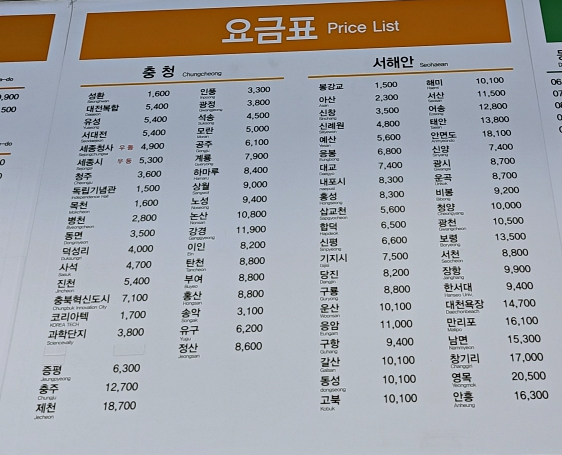 요금표 Price List
충 청 Chungcheong
성환 1,600
대전복합 5,400
유성 5,400
서대전 5,400
세종청사 우등 4,900
세종시 우등 5,300
청주 3,600
독립기념관 1,500
목천 1,600
병천 2,800
동면 3,500
덕성리 4,000
사석 4,700
진천 5,400
충북혁신도시 7,100
코리아텍 1,700
KOREA TECH
과학단지 3,800
증평 6,300
Jeungpyeong
충주 12,700
Chungju
제천 18,700
Jecheon
인풍 3,300
광정 3,800
석송 4,500
모란 5,000
공주 6,100
계룡 7,900
하마루 8,400
상월 9,000
노성 9,400
논산 10,800
강경 11,900
이인 8,200
탄천 8,800
부여 8,800
홍산 8,800
송악 3,100
유구 6,200
정산 8,600
서해안 Seohaean
봉강교 1,500
아산 2,300
신창 3,500
신례원 4,800
예산 5,600
응봉 6,800
대교 7,400
내포시 8,300
홍성 8,300
삽교천 5,600
합덕 6,500
신평 6,600
기지시 7,500
당진 8,200
구룡 8,800
운산 10,100
음암 11,000
구항 9,400
갈산 10,100
동성 10,100
고북 10,100
해미 10,100
서산 11,500
어송 12,800
태안 13,800
안면도 18,100
신양 7,400
광시 8,700
운곡 8,700
비봉 9,200
청양 10,000
광천 10,500
보령 13,500
서천 8,800
장항 9,900
한서대 9,400
대천욕장 14,700
만리포 16,100
남면 15,300
창기리 17,000
영목 20,500
안흥 16,300